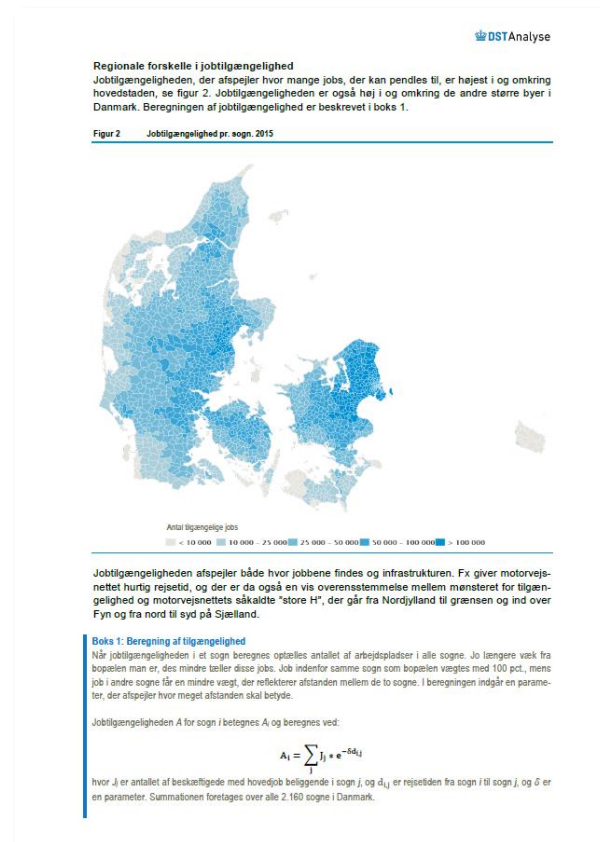 DSTAnalyse
Regionale forskelle i jobtilgængelighed
Jobtilgængeligheden, der afspejler hvor mange jobs, der kan pendles til, er højest i og omkring
hovedstaden, se figur 2. Jobtilgængeligheden er også høj i og omkring de andre større byer i
Danmark. Beregningen af jobtilgængelighed er beskrevet i boks 1.
Figur 2 Jobtilgængelighed pr. sogn. 2015
Antal tilgængelige jobs
< 10 000 10 000 - 25 000 25 000 - 50 000 50 000 - 100 000 > 100 000
Jobtilgængeligheden afspejler både hvor jobbene findes og infrastrukturen. Fx giver motorvejs-
nettet hurtig rejsetid, og der er da også en vis overensstemmelse mellem mønsteret for tilgæn-
gelighed og motorvejsnettets såkaldte "store H", der går fra Nordjylland til grænsen og ind over
Fyn og fra nord til syd på Sjælland.
Boks 1: Beregning af tilgængelighed
Når jobtilgængeligheden i et sogn beregnes optælles antallet af arbejdspladser i alle sogne. Jo længere væk fra
bopælen man er, des mindre tæller disse jobs. Job indenfor samme sogn som bopælen vægtes med 100 pct., mens
job i andre sogne får en mindre vægt, der reflekterer afstanden mellem de to sogne. I beregningen indgår en parame-
ter, der afspejler hvor meget afstanden skal betyde.
Jobtilgængeligheden A for sogn i betegnes Aᵢ og beregnes ved:
Aᵢ = ∑ⱼ Jⱼ ∗ e^(−δdᵢ,ⱼ)
hvor Jⱼ er antallet af beskæftigede med hovedjob beliggende i sogn j, og dᵢ,ⱼ er rejsetiden fra sogn i til sogn j, og δ er
en parameter. Summationen foretages over alle 2.160 sogne i Danmark.